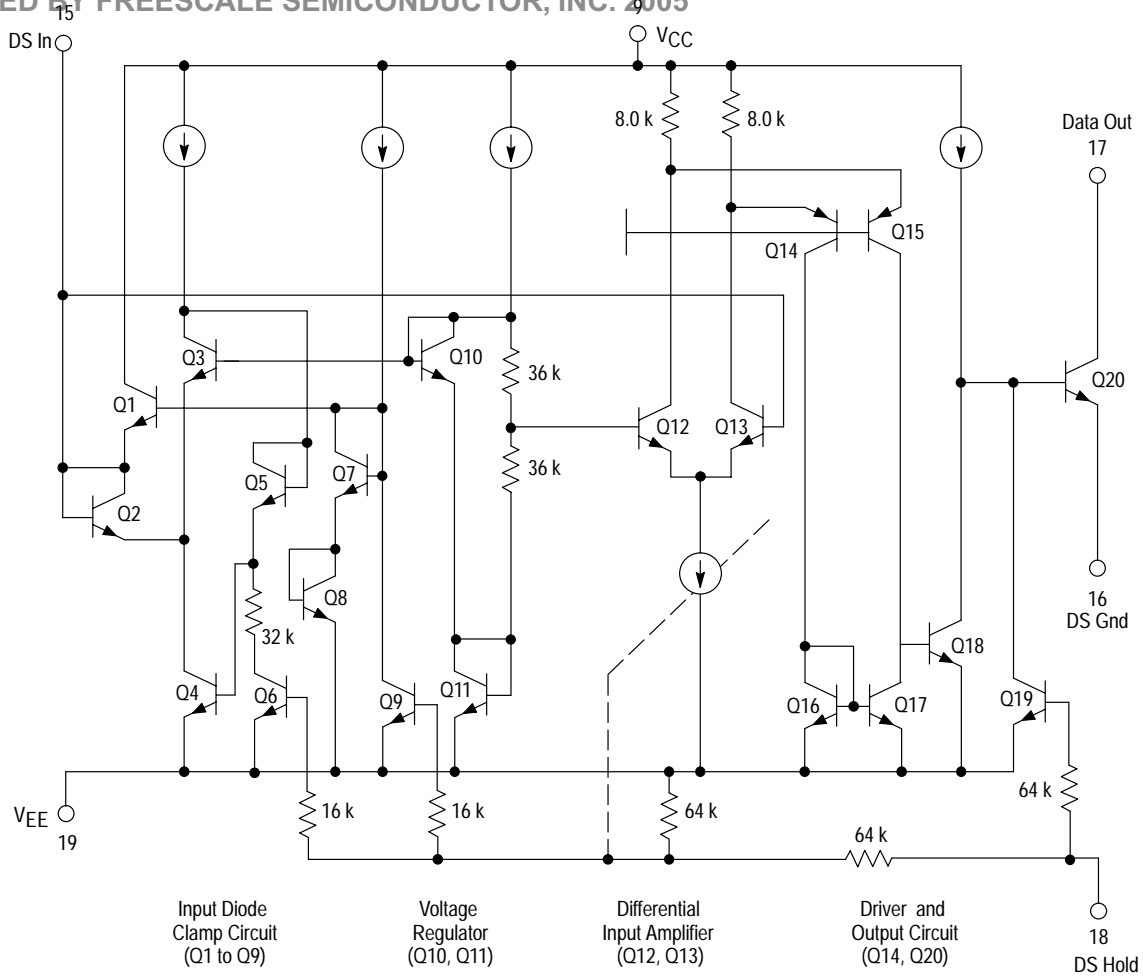 ED BY FREESCALE SEMICONDUCTOR, INC. 2005
15
DS In
9
VCC
8.0 k
8.0 k
Data Out
17
Q14
Q15
Q3
Q10
36 k
Q20
Q1
Q12
Q13
Q5
Q7
36 k
Q2
Q8
16
DS Gnd
32 k
Q18
Q4
Q6
Q9
Q11
Q16
Q17
Q19
VEE
19
16 k
16 k
64 k
64 k
64 k
Input Diode
Clamp Circuit
(Q1 to Q9)
Voltage
Regulator
(Q10, Q11)
Differential
Input Amplifier
(Q12, Q13)
Driver and
Output Circuit
(Q14, Q20)
18
DS Hold